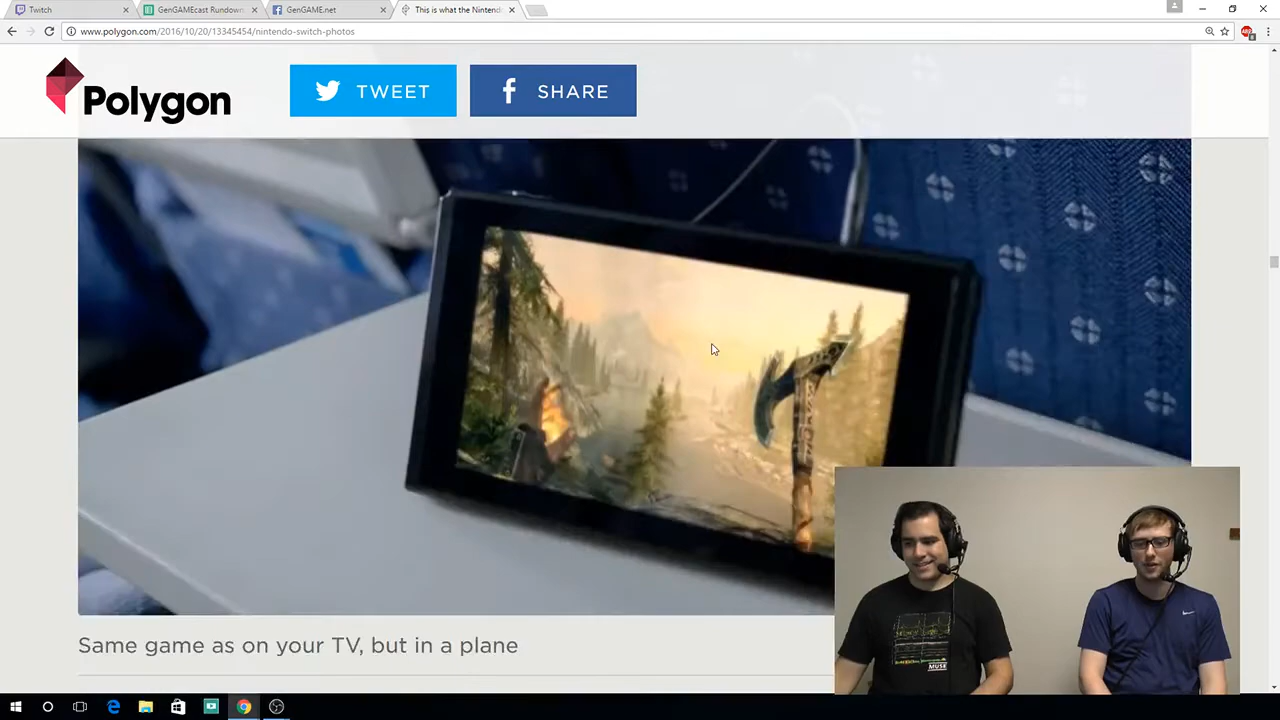 Twitch
GenGAMEcast Rundown
GenGAME.net
This is what the Nintend
www.polygon.com/2016/10/20/13345454/nintendo-switch-photos
Polygon
TWEET
SHARE
Same game as on your TV, but in a plane
MUSE